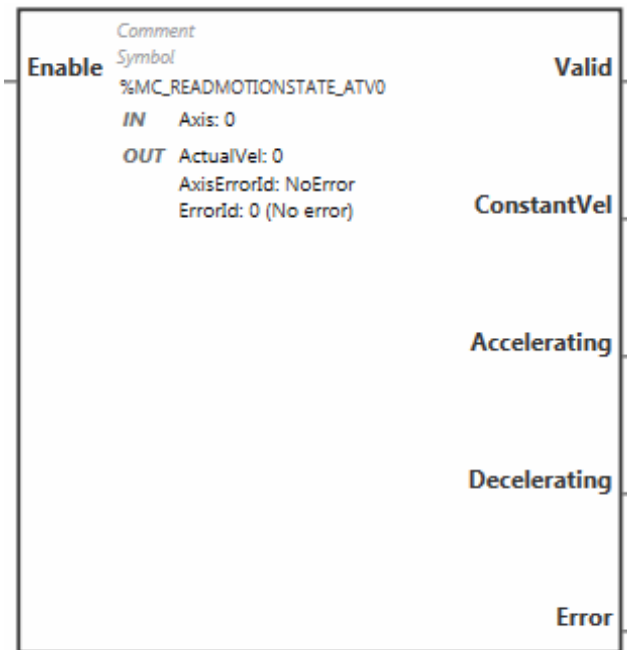 Comment
Enable
Symbol
Valid
%MC_READMOTIONSTATE_ATV0
IN Axis: 0
OUT ActualVel: 0
AxisErrorId: NoError
ErrorId: 0 (No error)
ConstantVel
Accelerating
Decelerating
Error